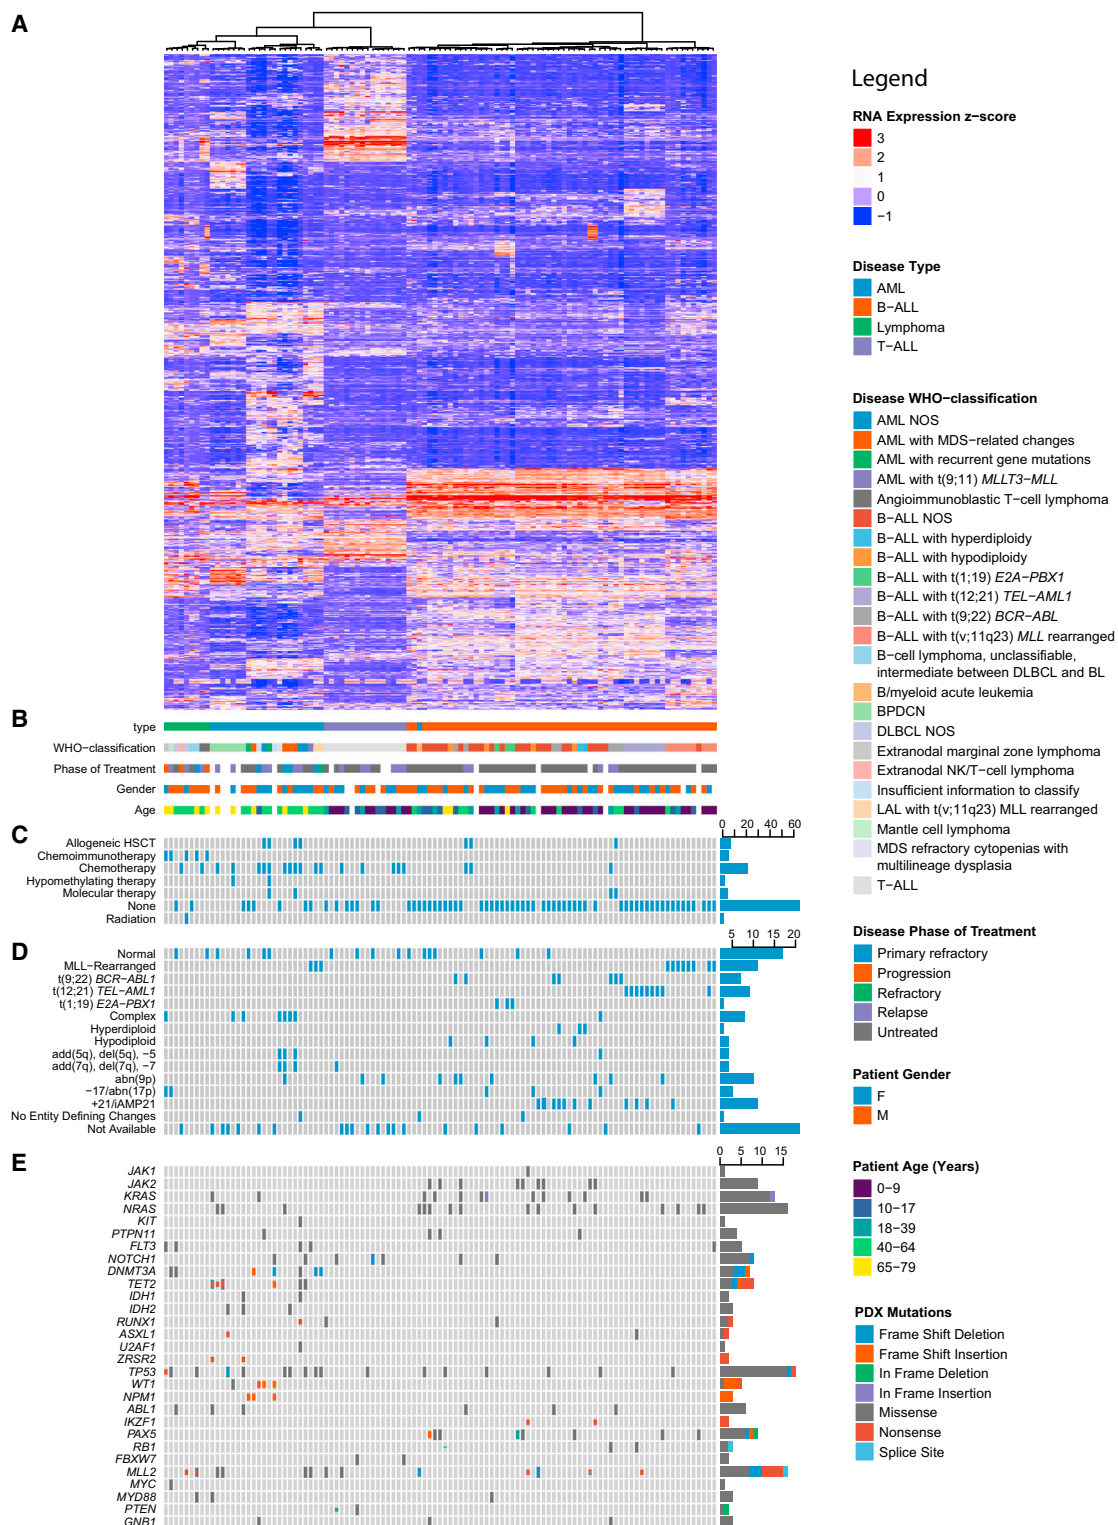 A
Legend
RNA Expression z−score
3
2
1
0
−1
Disease Type
AML
B−ALL
Lymphoma
T−ALL
Disease WHO−classification
AML NOS
AML with MDS−related changes
AML with recurrent gene mutations
AML with t(9;11) MLLT3−MLL
Angioimmunoblastic T−cell lymphoma
B−ALL NOS
B−ALL with hyperdiploidy
B−ALL with hypodiploidy
B−ALL with t(1;19) E2A−PBX1
B−ALL with t(12;21) TEL−AML1
B−ALL with t(9;22) BCR−ABL
B−ALL with t(v;11q23) MLL rearranged
B−cell lymphoma, unclassifiable,
intermediate between DLBCL and BL
B/myeloid acute leukemia
BPDCN
DLBCL NOS
Extranodal marginal zone lymphoma
Extranodal NK/T−cell lymphoma
Insufficient information to classify
LAL with t(v;11q23) MLL rearranged
Mantle cell lymphoma
MDS refractory cytopenias with
multilineage dysplasia
T−ALL
Disease Phase of Treatment
Primary refractory
Progression
Refractory
Relapse
Untreated
Patient Gender
F
M
Patient Age (Years)
0−9
10−17
18−39
40−64
65−79
PDX Mutations
Frame Shift Deletion
Frame Shift Insertion
In Frame Deletion
In Frame Insertion
Missense
Nonsense
Splice Site
B
type
WHO−classification
Phase of Treatment
Gender
Age
C
0 20 40 60
Allogeneic HSCT
Chemoimmunotherapy
Chemotherapy
Hypomethylating therapy
Molecular therapy
None
Radiation
D
5 10 15 20
Normal
MLL−Rearranged
t(9;22) BCR−ABL1
t(12;21) TEL−AML1
t(1;19) E2A−PBX1
Complex
Hyperdiploid
Hypodiploid
add(5q), del(5q), −5
add(7q), del(7q), −7
abn(9p)
−17/abn(17p)
+21/iAMP21
No Entity Defining Changes
Not Available
E
0 5 10 15
JAK1
JAK2
KRAS
NRAS
KIT
PTPN11
FLT3
NOTCH1
DNMT3A
TET2
IDH1
IDH2
RUNX1
ASXL1
U2AF1
ZRSR2
TP53
WT1
NPM1
ABL1
IKZF1
PAX5
RB1
FBXW7
MLL2
MYC
MYD88
PTEN
GNB1